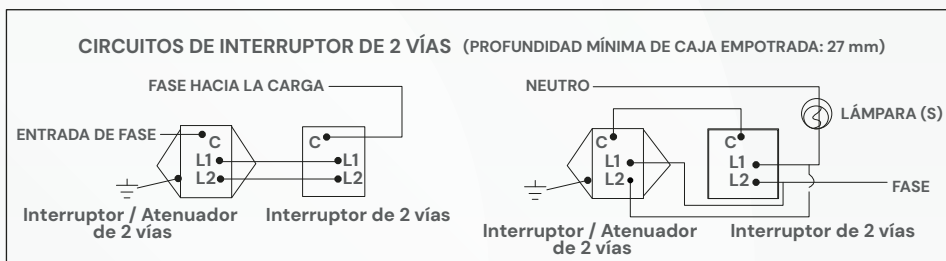 CIRCUITOS DE INTERRUPTOR DE 2 VÍAS (PROFUNDIDAD MÍNIMA DE CAJA EMPOTRADA: 27 mm)
FASE HACIA LA CARGA
ENTRADA DE FASE
C
L1
L2
C
L1
L2
Interruptor / Atenuador
de 2 vías
Interruptor de 2 vías
NEUTRO
LÁMPARA (S)
C
L1
L2
C
L1
L2
FASE
Interruptor / Atenuador
de 2 vías
Interruptor de 2 vías